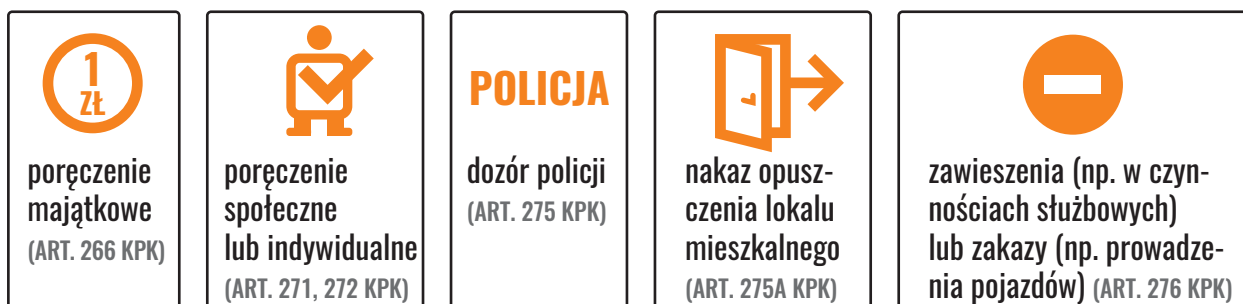 1
ZŁ
poręczenie
majątkowe
(ART. 266 KPK)
poręczenie
społeczne
lub indywidualne
(ART. 271, 272 KPK)
POLICJA
dozór policji
(ART. 275 KPK)
nakaz opusz-
czenia lokalu
mieszkalnego
(ART. 275A KPK)
zawieszenia (np. w czyn-
nościach służbowych)
lub zakazy (np. prowadze-
nia pojazdów) (ART. 276 KPK)